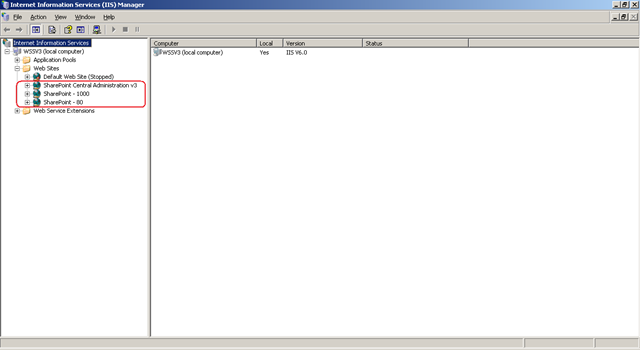 Internet Information Services (IIS) Manager
File Action View Window Help
Internet Information Services
WSSV3 (local computer)
Application Pools
Web Sites
Default Web Site (Stopped)
SharePoint Central Administration v3
SharePoint - 1000
SharePoint - 80
Web Service Extensions
Computer Local Version Status
WSSV3 (local computer) Yes IIS V6.0